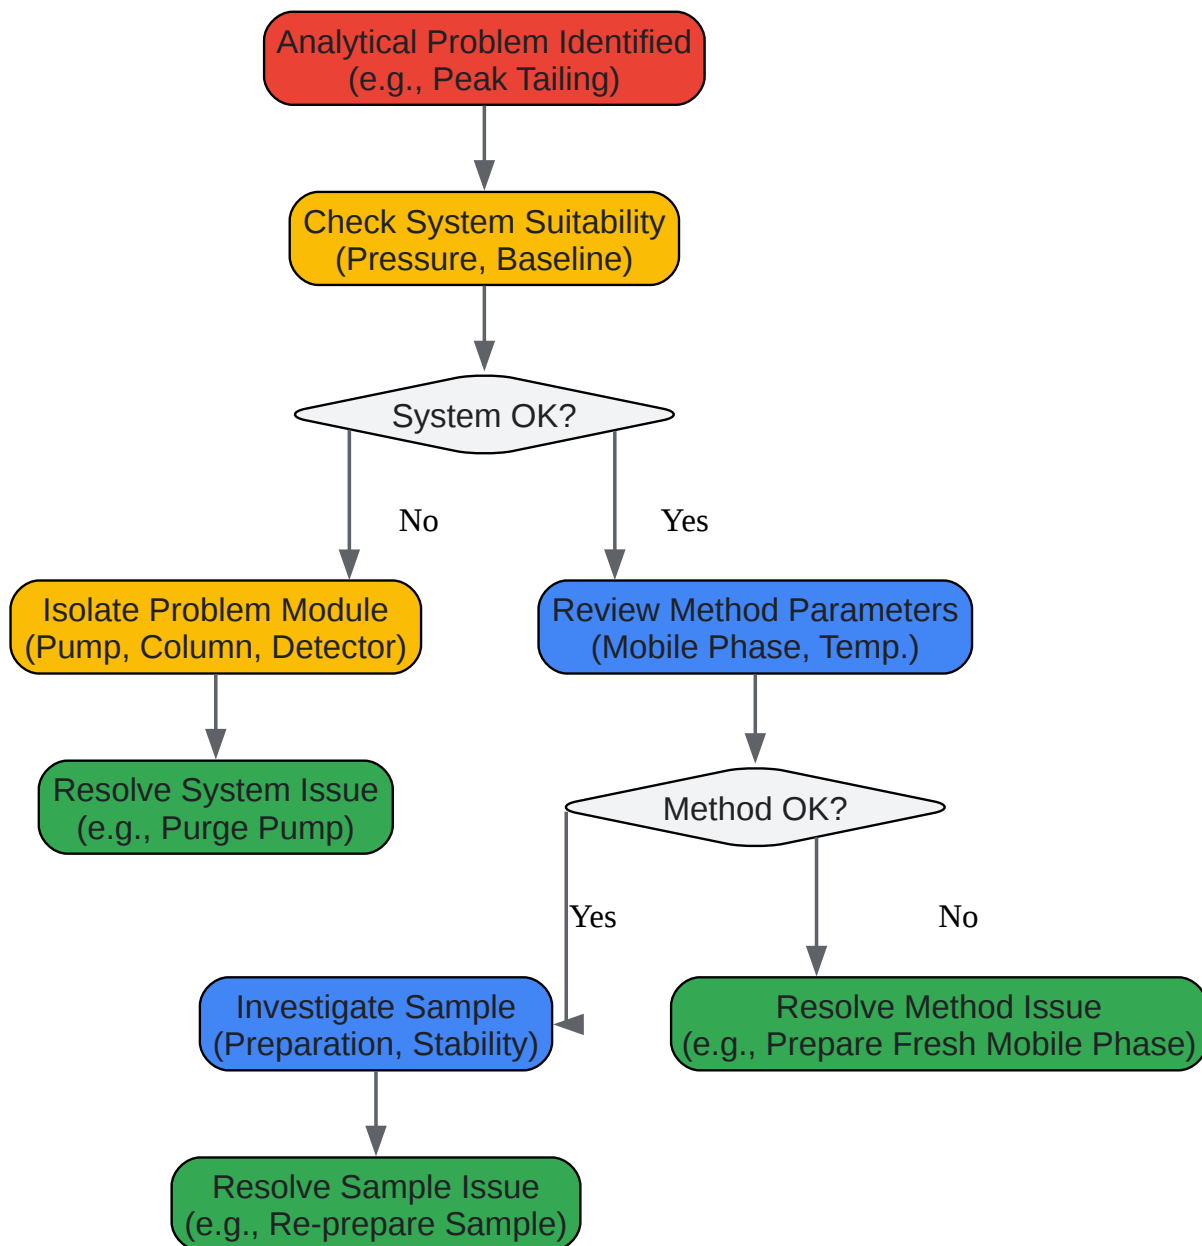 Analytical Problem Identified
(e.g., Peak Tailing)
Check System Suitability
(Pressure, Baseline)
System OK?
No
Yes
Isolate Problem Module
(Pump, Column, Detector)
Review Method Parameters
(Mobile Phase, Temp.)
Resolve System Issue
(e.g., Purge Pump)
Method OK?
Yes
No
Investigate Sample
(Preparation, Stability)
Resolve Method Issue
(e.g., Prepare Fresh Mobile Phase)
Resolve Sample Issue
(e.g., Re-prepare Sample)